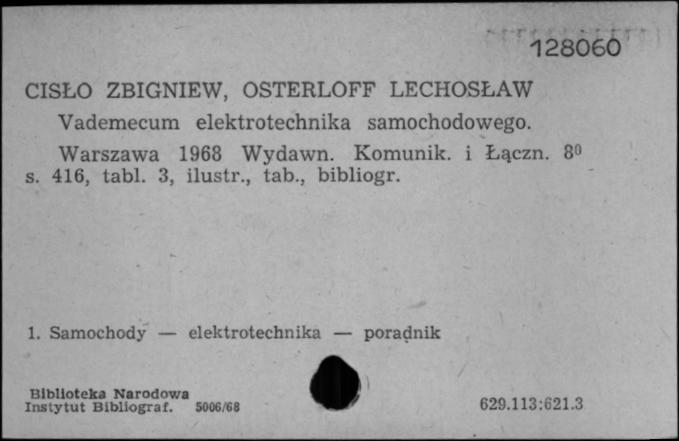 128060
CISŁO ZBIGNIEW, OSTERLOFF LECHOSŁAW
Vademecum elektrotechnika samochodowego.
Warszawa 1968 Wydawn. Komunik. i Łączn. 8⁰
s. 416, tabl. 3, ilustr., tab., bibliogr.
1. Samochody — elektrotechnika — poradnik
Biblioteka Narodowa
Instytut Bibliograf. 5006/68
629.113:621.3